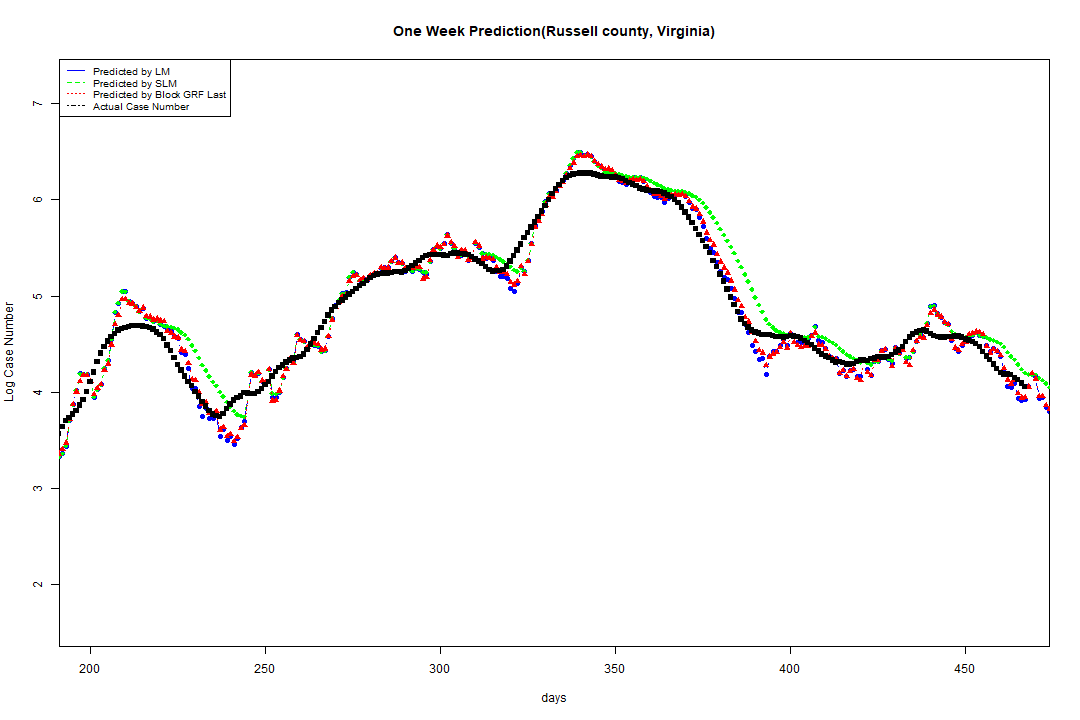 One Week Prediction(Russell county, Virginia)
Predicted by LM
Predicted by SLM
Predicted by Block GRF Last
Actual Case Number
Log Case Number
7
6
5
4
3
2
200 250 300 350 400 450
days